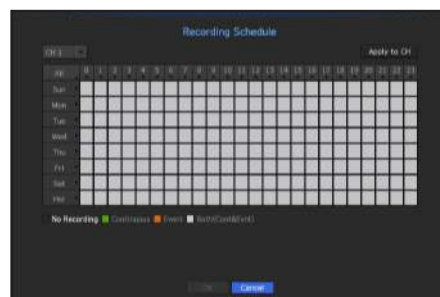 Recording Schedule
CH 1 Apply to CH
All 0 1 2 3 4 5 6 7 8 9 10 11 12 13 14 15 16 17 18 19 20 21 22 23
Sun
Mon
Tue
Wed
Thu
Fri
Sat
Hol
No Recording Continuous Event Both(Cont&Evnt)
OK Cancel